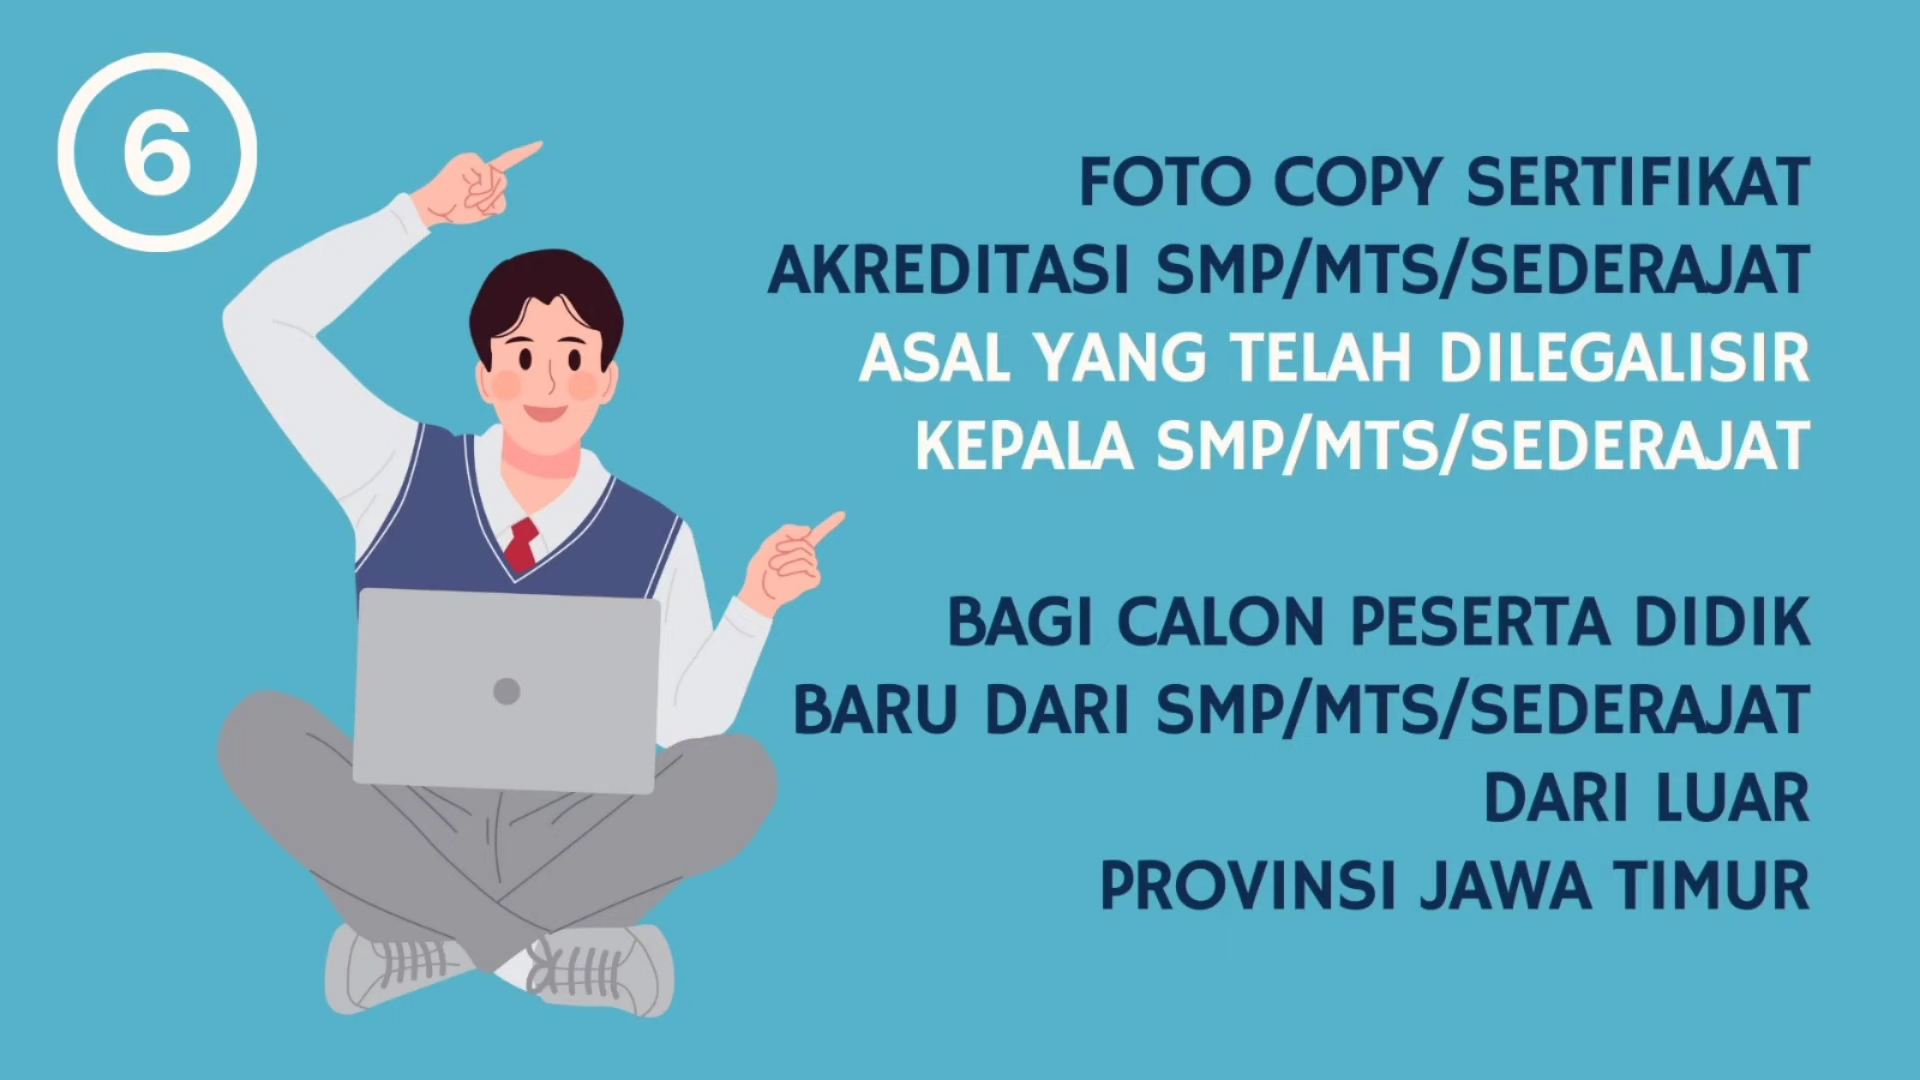 6
FOTO COPY SERTIFIKAT
AKREDITASI SMP/MTS/SEDERAJAT
ASAL YANG TELAH DILEGALISIR
KEPALA SMP/MTS/SEDERAJAT
BAGI CALON PESERTA DIDIK
BARU DARI SMP/MTS/SEDERAJAT
DARI LUAR
PROVINSI JAWA TIMUR